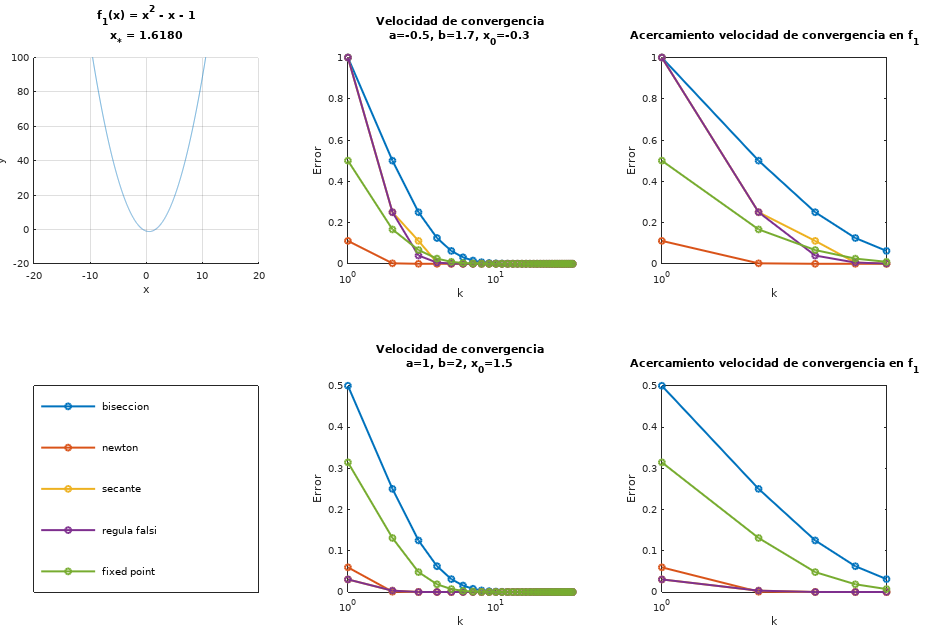 f1(x) = x2 - x - 1
x* = 1.6180
100
80
60
40
20
0
-20
y
-20
-10
0
10
20
x
Velocidad de convergencia
a=-0.5, b=1.7, x0=-0.3
1
0.8
0.6
0.4
0.2
0
Error
100
101
k
Acercamiento velocidad de convergencia en f1
1
0.8
0.6
0.4
0.2
0
Error
100
k
biseccion
newton
secante
regula falsi
fixed point
Velocidad de convergencia
a=1, b=2, x0=1.5
0.5
0.4
0.3
0.2
0.1
0
Error
100
101
k
Acercamiento velocidad de convergencia en f1
0.5
0.4
0.3
0.2
0.1
0
Error
100
k